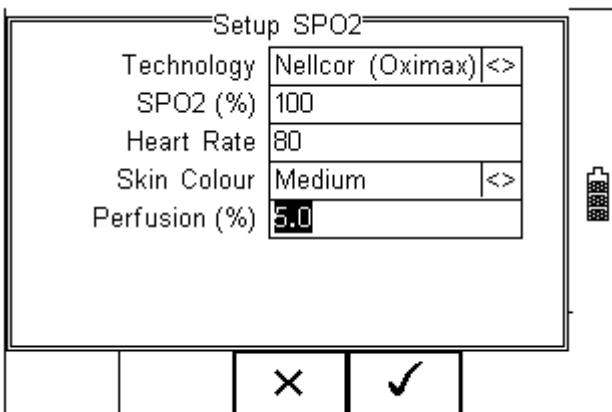 Setup SPO2
Technology Nellcor (Oximax) <>
SPO2 (%) 100
Heart Rate 80
Skin Colour Medium <>
Perfusion (%) 5.0